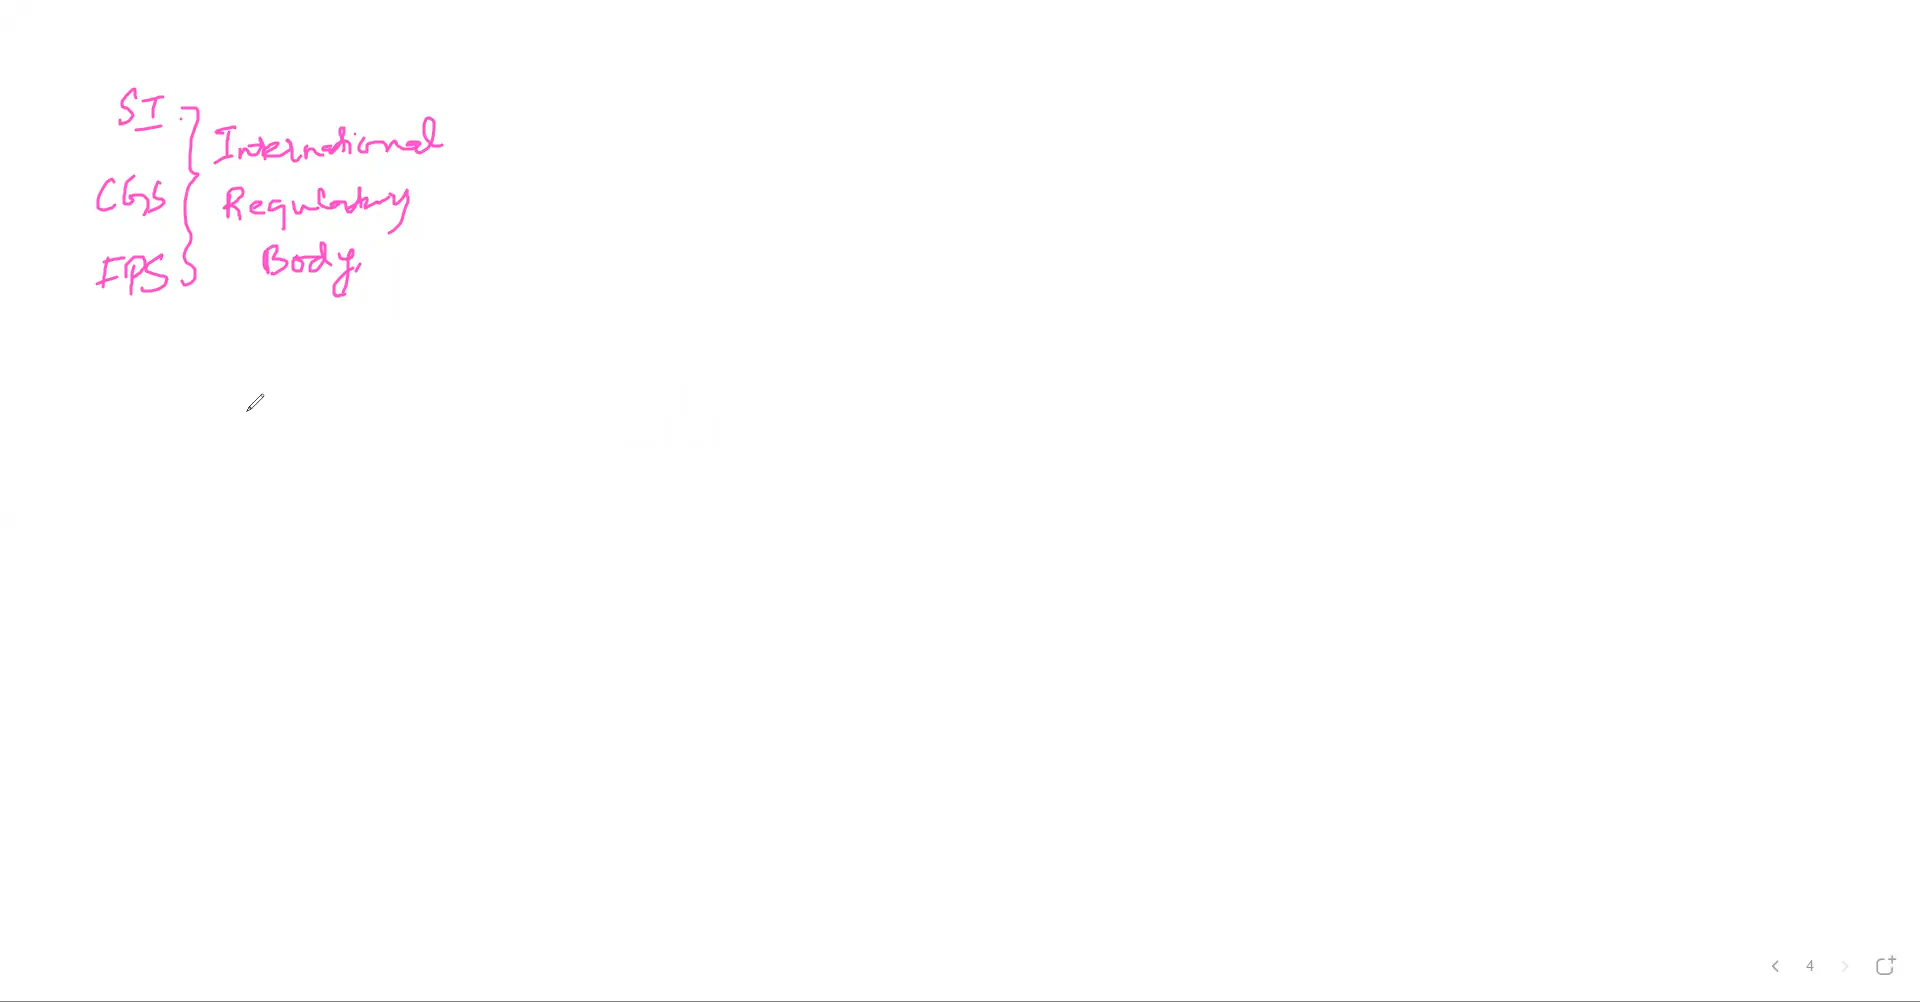 SI
International
CGS
Regulatory
FPS
Body,
4